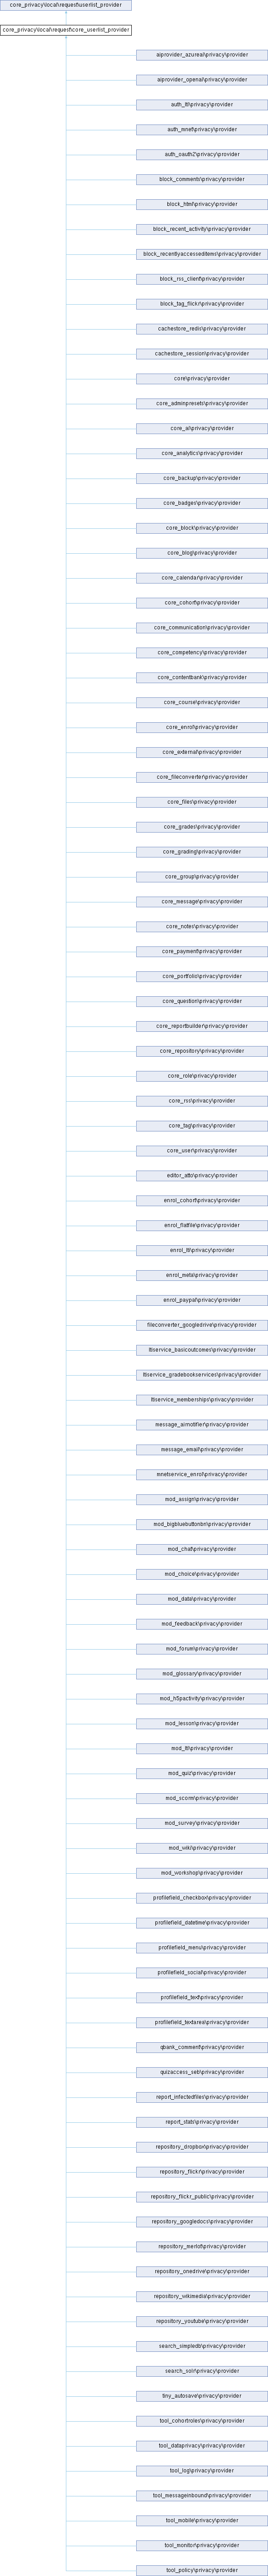 core_privacy\local\request\userlist_provider
core_privacy\local\request\core_userlist_provider
aiprovider_azureai\privacy\provider
aiprovider_openai\privacy\provider
auth_lti\privacy\provider
auth_mnet\privacy\provider
auth_oauth2\privacy\provider
block_comments\privacy\provider
block_html\privacy\provider
block_recent_activity\privacy\provider
block_recentlyaccesseditems\privacy\provider
block_rss_client\privacy\provider
block_tag_flickr\privacy\provider
cachestore_redis\privacy\provider
cachestore_session\privacy\provider
core\privacy\provider
core_adminpresets\privacy\provider
core_ai\privacy\provider
core_analytics\privacy\provider
core_backup\privacy\provider
core_badges\privacy\provider
core_block\privacy\provider
core_blog\privacy\provider
core_calendar\privacy\provider
core_cohort\privacy\provider
core_communication\privacy\provider
core_competency\privacy\provider
core_contentbank\privacy\provider
core_course\privacy\provider
core_enrol\privacy\provider
core_external\privacy\provider
core_fileconverter\privacy\provider
core_files\privacy\provider
core_grades\privacy\provider
core_grading\privacy\provider
core_group\privacy\provider
core_message\privacy\provider
core_notes\privacy\provider
core_payment\privacy\provider
core_portfolio\privacy\provider
core_question\privacy\provider
core_reportbuilder\privacy\provider
core_repository\privacy\provider
core_role\privacy\provider
core_rss\privacy\provider
core_tag\privacy\provider
core_user\privacy\provider
editor_atto\privacy\provider
enrol_cohort\privacy\provider
enrol_flatfile\privacy\provider
enrol_lti\privacy\provider
enrol_meta\privacy\provider
enrol_paypal\privacy\provider
fileconverter_googledrive\privacy\provider
ltiservice_basicoutcomes\privacy\provider
ltiservice_gradebookservices\privacy\provider
ltiservice_memberships\privacy\provider
message_airnotifier\privacy\provider
message_email\privacy\provider
mnetservice_enrol\privacy\provider
mod_assign\privacy\provider
mod_bigbluebuttonbn\privacy\provider
mod_chat\privacy\provider
mod_choice\privacy\provider
mod_data\privacy\provider
mod_feedback\privacy\provider
mod_forum\privacy\provider
mod_glossary\privacy\provider
mod_h5pactivity\privacy\provider
mod_lesson\privacy\provider
mod_lti\privacy\provider
mod_quiz\privacy\provider
mod_scorm\privacy\provider
mod_survey\privacy\provider
mod_wiki\privacy\provider
mod_workshop\privacy\provider
profilefield_checkbox\privacy\provider
profilefield_datetime\privacy\provider
profilefield_menu\privacy\provider
profilefield_social\privacy\provider
profilefield_text\privacy\provider
profilefield_textarea\privacy\provider
qbank_comment\privacy\provider
quizaccess_seb\privacy\provider
report_infectedfiles\privacy\provider
report_stats\privacy\provider
repository_dropbox\privacy\provider
repository_flickr\privacy\provider
repository_flickr_public\privacy\provider
repository_googledocs\privacy\provider
repository_merlot\privacy\provider
repository_onedrive\privacy\provider
repository_wikimedia\privacy\provider
repository_youtube\privacy\provider
search_simpledb\privacy\provider
search_solr\privacy\provider
tiny_autosave\privacy\provider
tool_cohortroles\privacy\provider
tool_dataprivacy\privacy\provider
tool_log\privacy\provider
tool_messageinbound\privacy\provider
tool_mobile\privacy\provider
tool_monitor\privacy\provider
tool_policy\privacy\provider